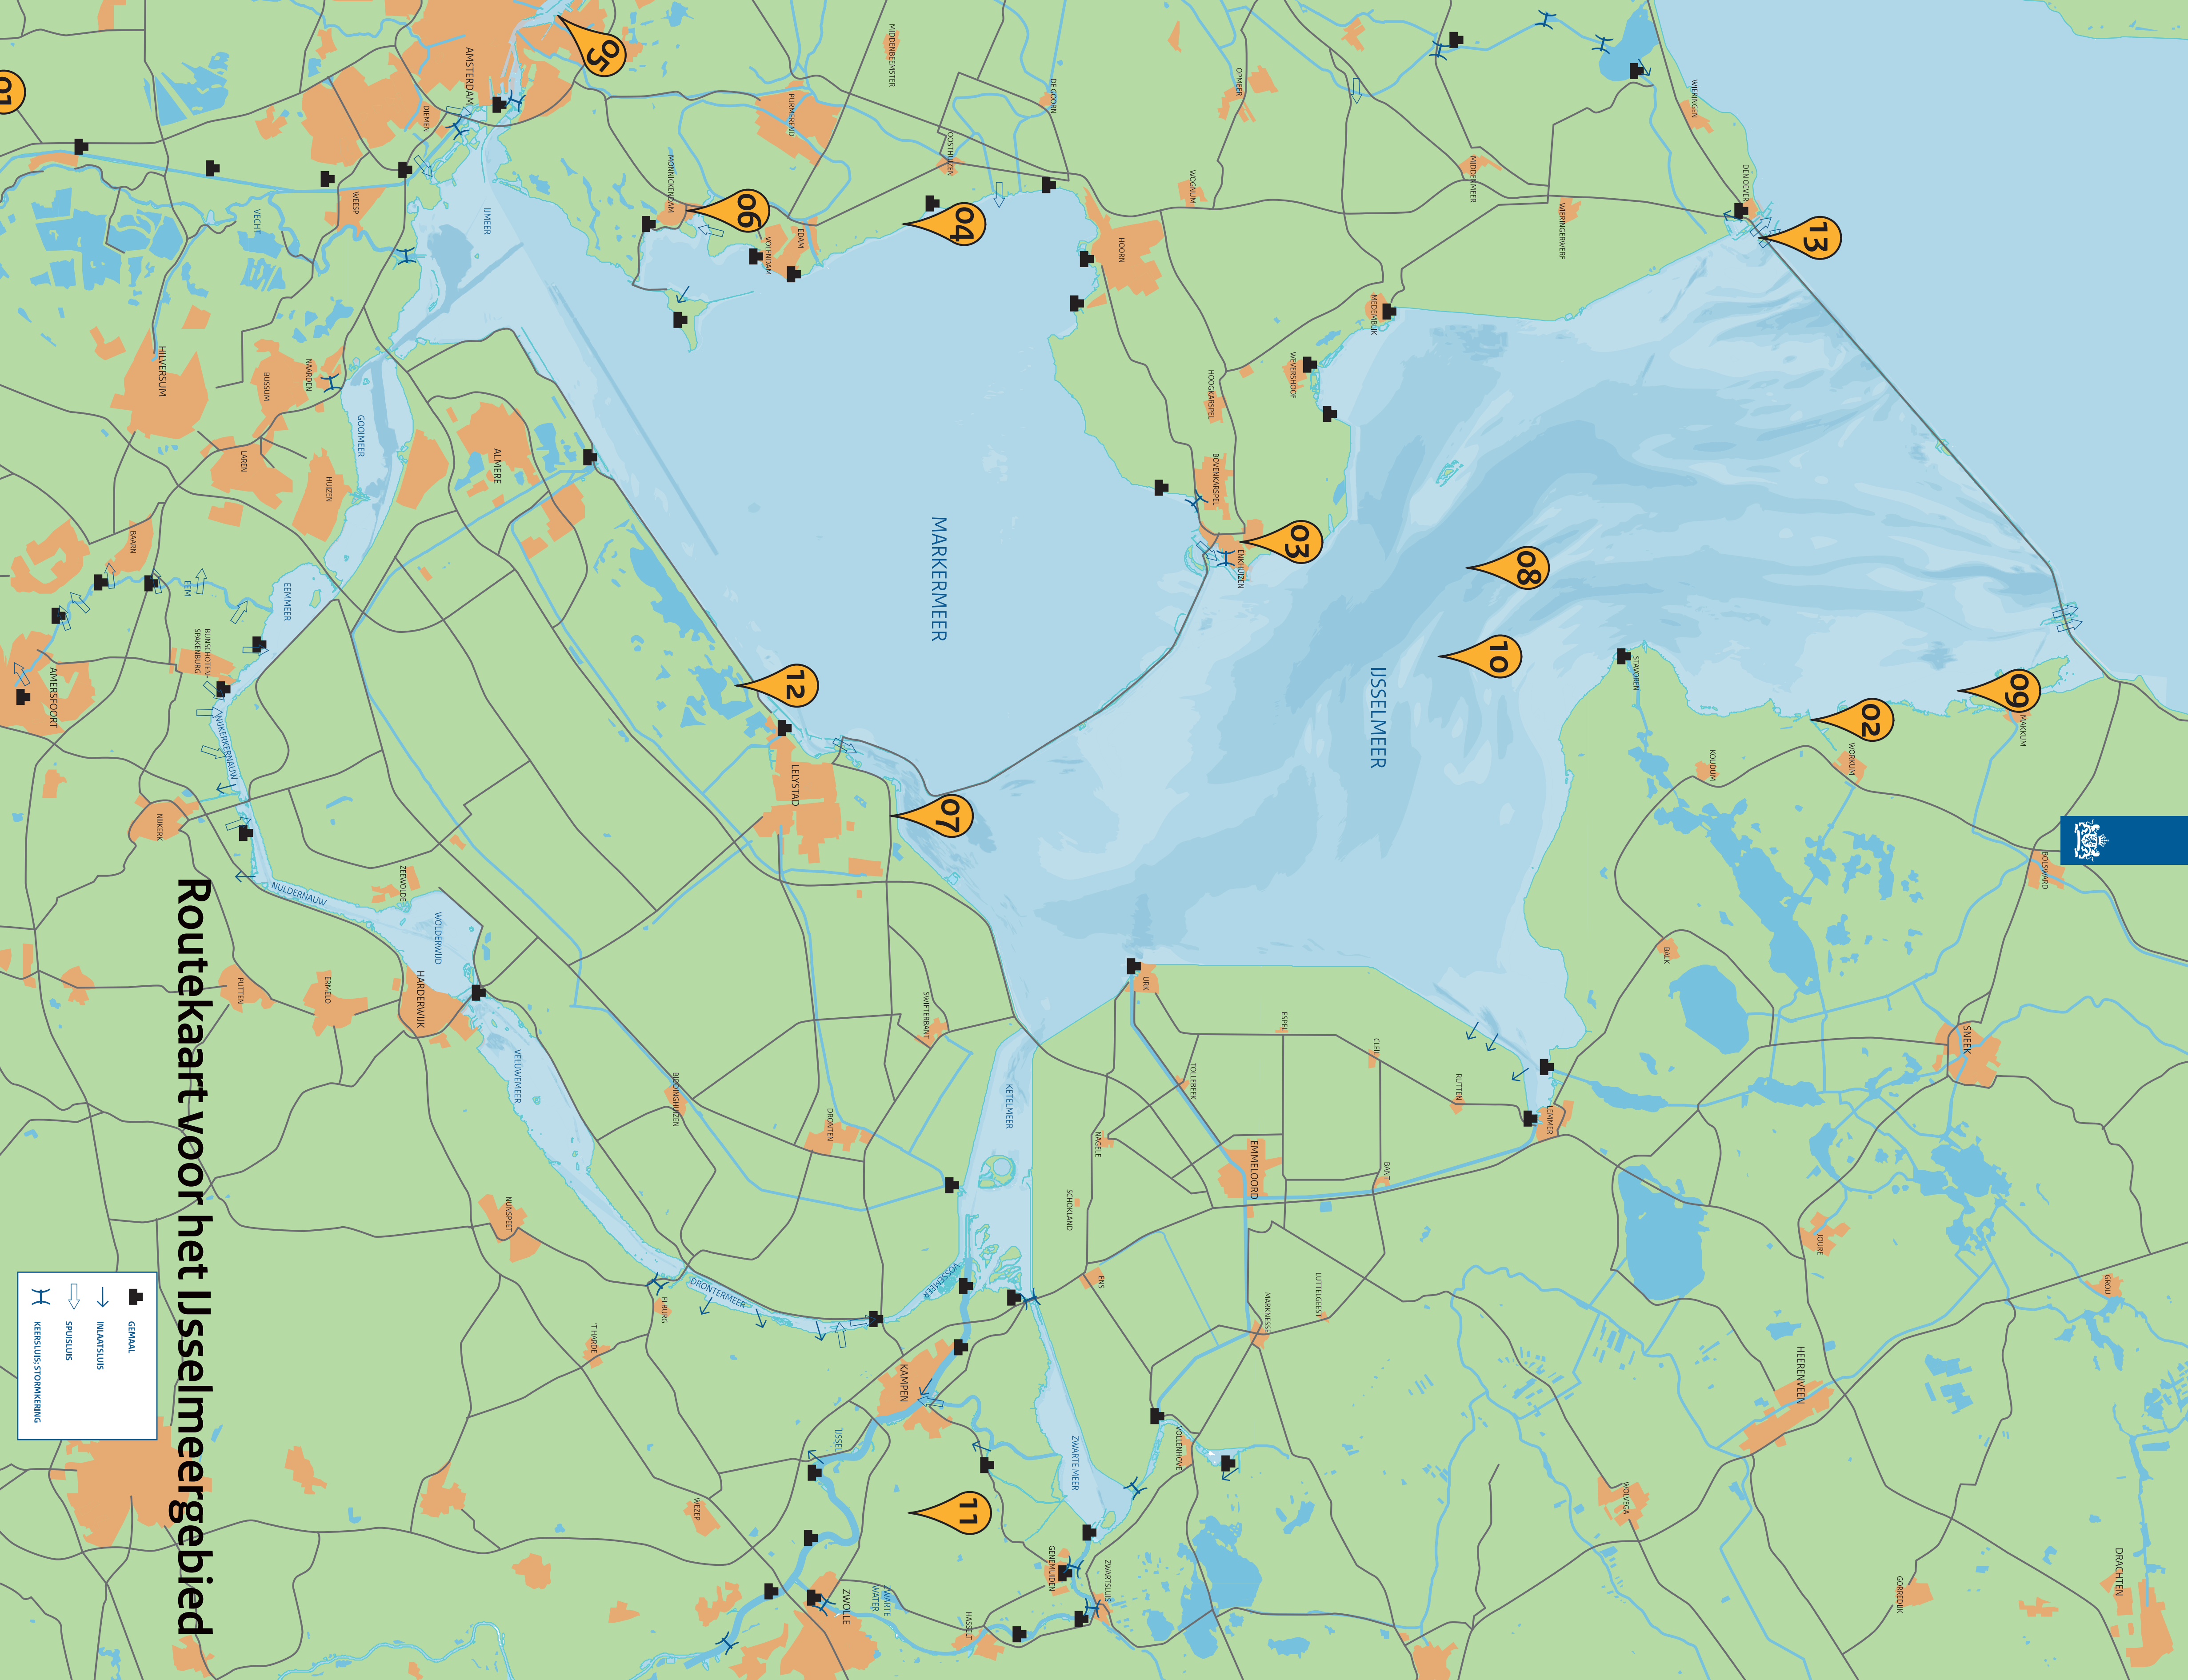 Routekaart voor het IJsselmeergebied
GEMAAL
INLAATSLUIS
SPUISLUIS
KEERSLUIS; STORMKERING
01
02
03
04
05
06
07
08
09
10
11
12
13
IJSSELMEER
MARKERMEER
IJMEER
GOOIMEER
EEMMEER
EEM
VECHT
NIJKERKERNAUW
NULDERNAUW
WOLDERWIJD
VELUWEMEER
DRONTERMEER
VOSSEMEER
KETELMEER
ZWARTE MEER
IJSSEL
ZWARTE
WATER
WIERINGEN
DEN OEVER
WIERINGERWERF
MIDDENMEER
OPMEER
MEDEMBLIK
WERVERSHOOF
WOGNUM
HOORN
HOOGKARSPEL
BOVENKARSPEL
ENKHUIZEN
DE GOORN
OOSTHUIZEN
MIDDENBEEMSTER
PURMEREND
EDAM
VOLENDAM
MONNICKENDAM
AMSTERDAM
DIEMEN
WEESP
NAARDEN
BUSSUM
HILVERSUM
LAREN
HUIZEN
BAARN
BUNSCHOTEN-
SPAKENBURG
AMERSFOORT
NIJKERK
ALMERE
LELYSTAD
ZEEWOLDE
HARDERWIJK
PUTTEN
ERMELO
NUNSPEET
BIDDINGHUIZEN
DRONTEN
SWIFTERBANT
ELBURG
'T HARDE
WEZEP
KAMPEN
ZWOLLE
HASSELT
GENEMUIDEN
ZWARTSLUIS
VOLLENHOVE
MARKNESSE
LUTTELGEEST
ENS
SCHOKLAND
NAGELE
TOLLEBEEK
EMMELOORD
ESPEL
CLEIL
RUTTEN
BANT
URK
LEMMER
BALK
STAVOREN
KOUDUM
WORKUM
MAKKUM
BOLSWARD
SNEEK
JOURE
GROU
HEERENVEEN
WOLVEGA
GORREDIJK
DRACHTEN